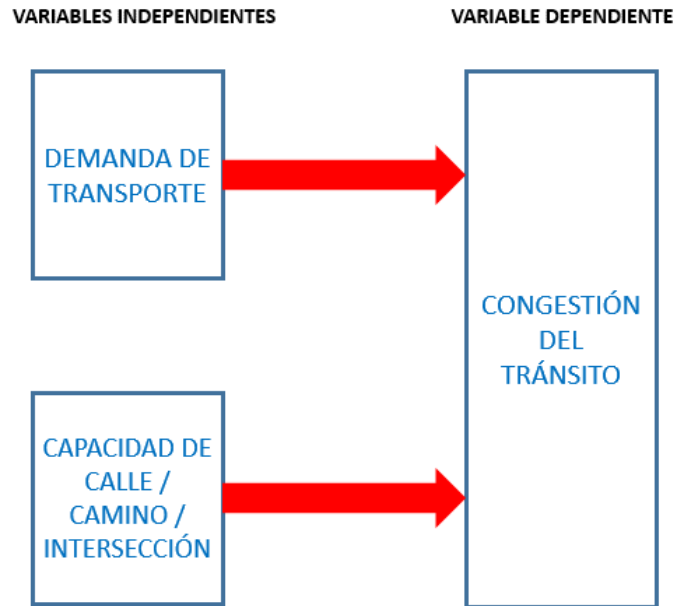 VARIABLES INDEPENDIENTES
VARIABLE DEPENDIENTE
DEMANDA DE
TRANSPORTE
CAPACIDAD DE
CALLE /
CAMINO /
INTERSECCIÓN
CONGESTIÓN
DEL
TRÁNSITO